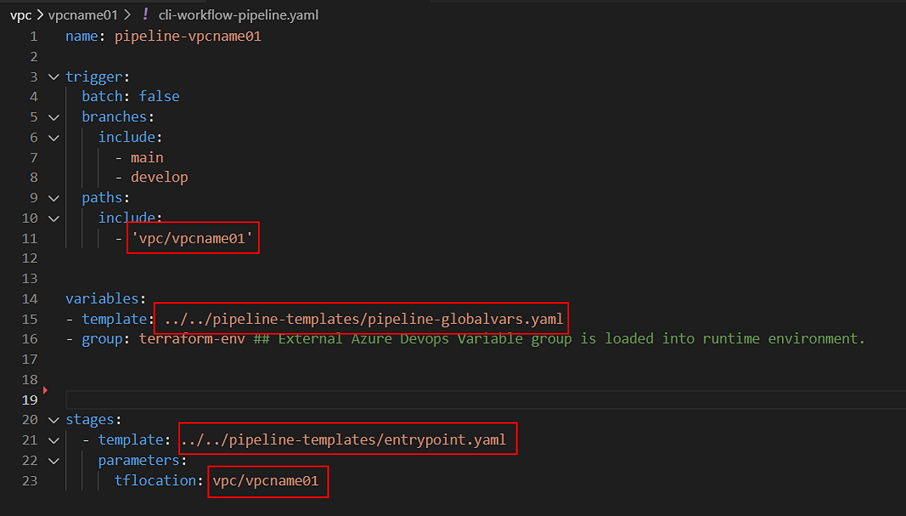 vpc > vpcname01 > ! cli-workflow-pipeline.yaml
1 name: pipeline-vpcname01
2
3 trigger:
4   batch: false
5   branches:
6     include:
7       - main
8       - develop
9   paths:
10     include:
11       - 'vpc/vpcname01'
12
13
14 variables:
15 - template: ../../pipeline-templates/pipeline-globalvars.yaml
16 - group: terraform-env ## External Azure Devops Variable group is loaded into runtime environment.
17
18
19
20 stages:
21   - template: ../../pipeline-templates/entrypoint.yaml
22     parameters:
23       tflocation: vpc/vpcname01